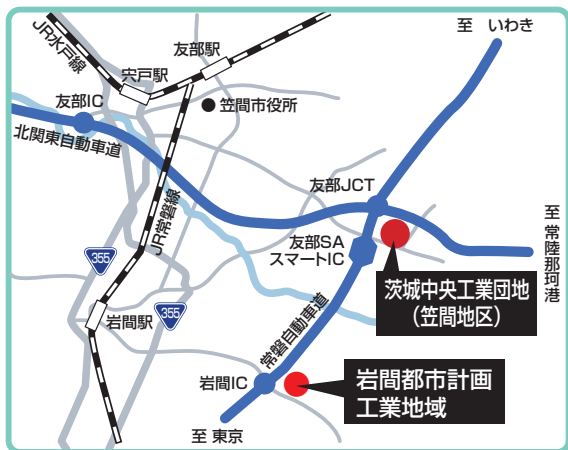 至 いわき
JR水戸線
友部駅
宍戸駅
友部IC
笠間市役所
北関東自動車道
JR常磐線
友部JCT
至 常陸那珂港
友部SA
スマートIC
355
茨城中央工業団地
（笠間地区）
岩間駅
355
常磐自動車道
岩間IC
岩間都市計画
工業地域
至 東京